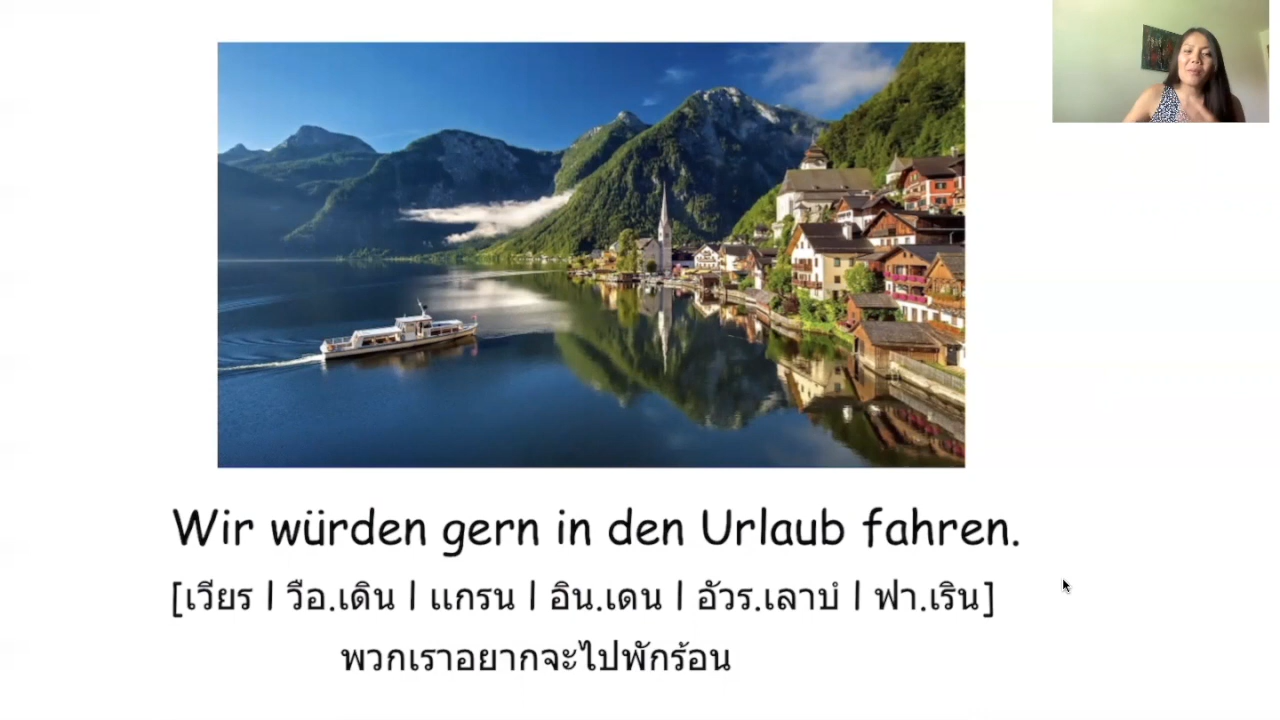 Wir würden gern in den Urlaub fahren.
[เวียร | วือ.เดิน | แกรน | อิน.เดน | อัวร.เลาบํ | ฟา.เริน]
พวกเราอยากจะไปพักร้อน